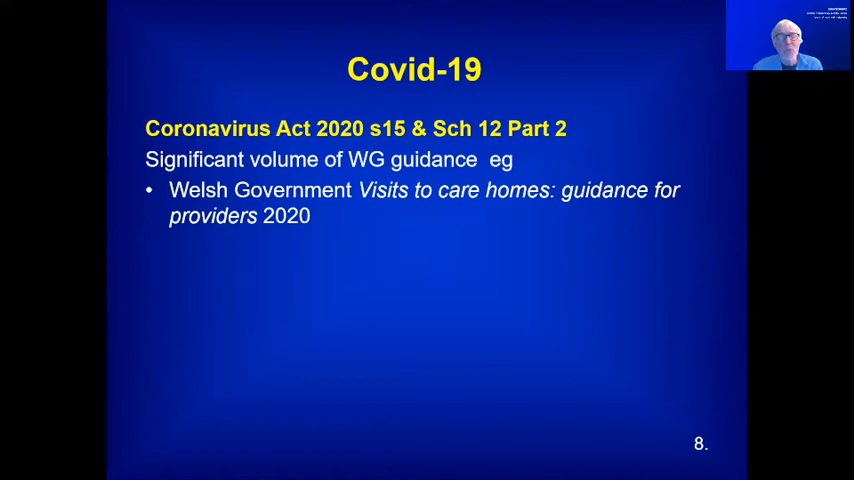 Covid-19
Coronavirus Act 2020 s15 & Sch 12 Part 2
Significant volume of WG guidance eg
• Welsh Government Visits to care homes: guidance for
providers 2020
8.